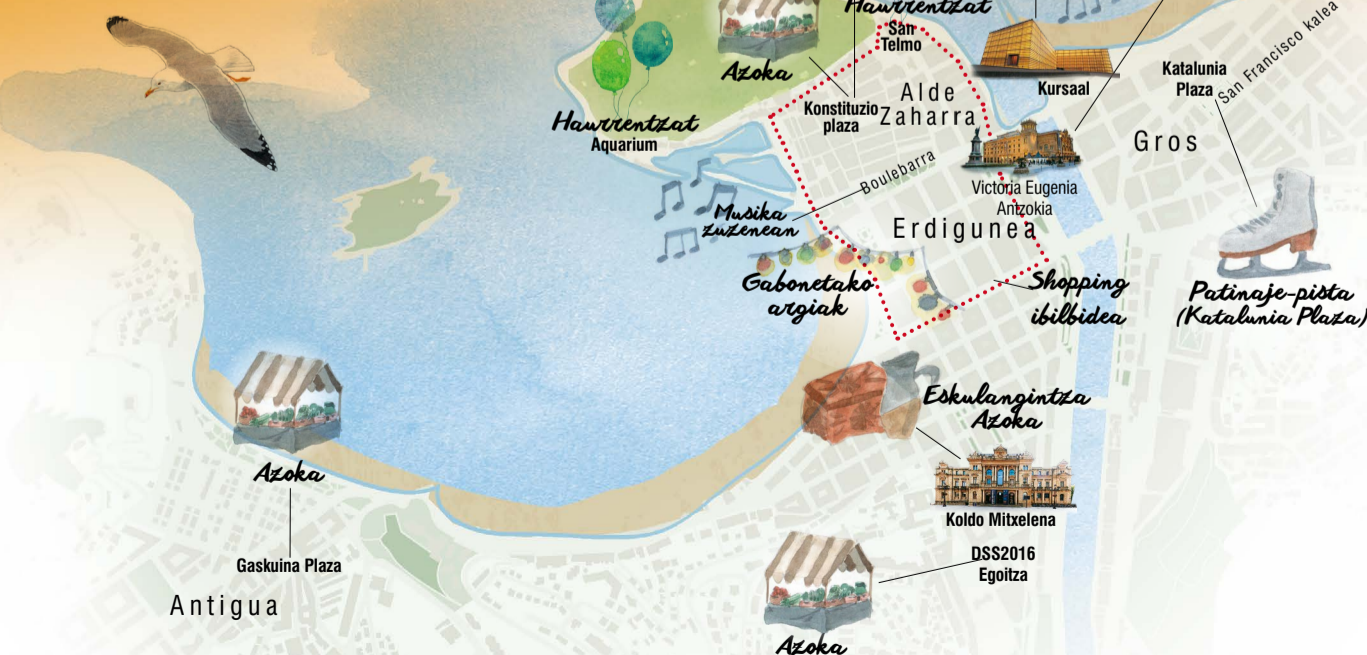 Haurrentzat
San
Telmo
Azoka
Konstituzio
plaza
Alde
Zaharra
Kursaal
Katalunia
Plaza
San Francisco kalea
Haurrentzat
Aquarium
Gros
Boulebarra
Victoria Eugenia
Antzokia
Musika
zuzenean
Erdigunea
Gabonetako
argiak
Shopping
ibilbidea
Patinaje-pista
(Katalunia Plaza)
Eskulangintza
Azoka
Koldo Mitxelena
Azoka
Gaskuina Plaza
Antigua
DSS2016
Egoitza
Azoka